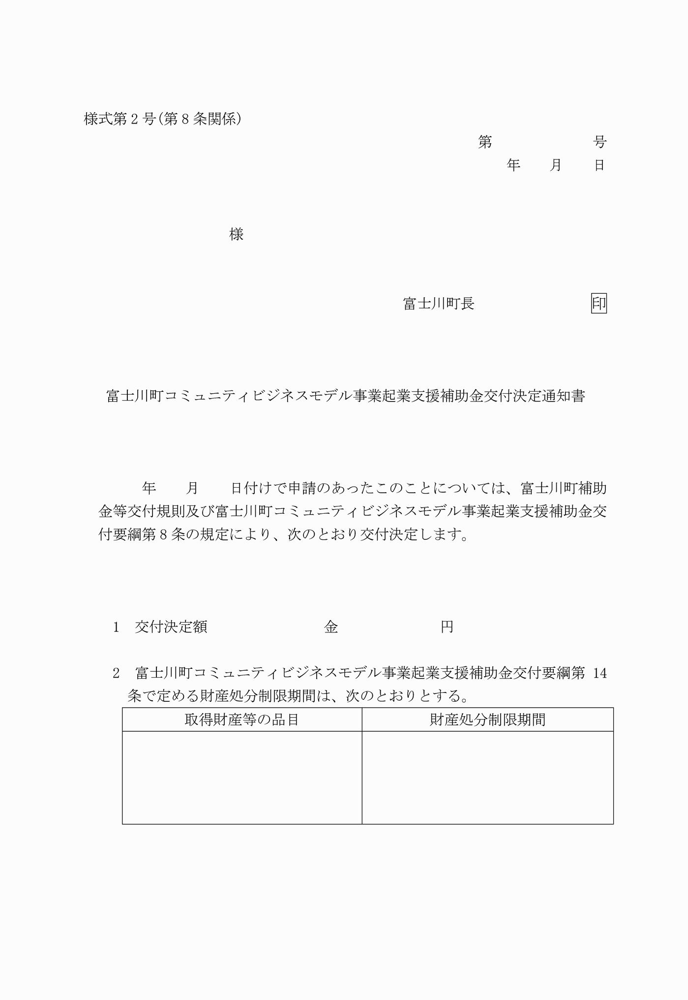 様式第２号（第８条関係）
第　　　　　　　号
年　　月　　日
様
富士川町長　　　　　　　　印
富士川町コミュニティビジネスモデル事業起業支援補助金交付決定通知書
年　　月　　日付けで申請のあったこのことについては、富士川町補助
金等交付規則及び富士川町コミュニティビジネスモデル事業起業支援補助金交
付要綱第８条の規定により、次のとおり交付決定します。
1　交付決定額　　　　　　　　金　　　　　　　円
2　富士川町コミュニティビジネスモデル事業起業支援補助金交付要綱第 14
条で定める財産処分制限期間は、次のとおりとする。
取得財産等の品目　　財産処分制限期間